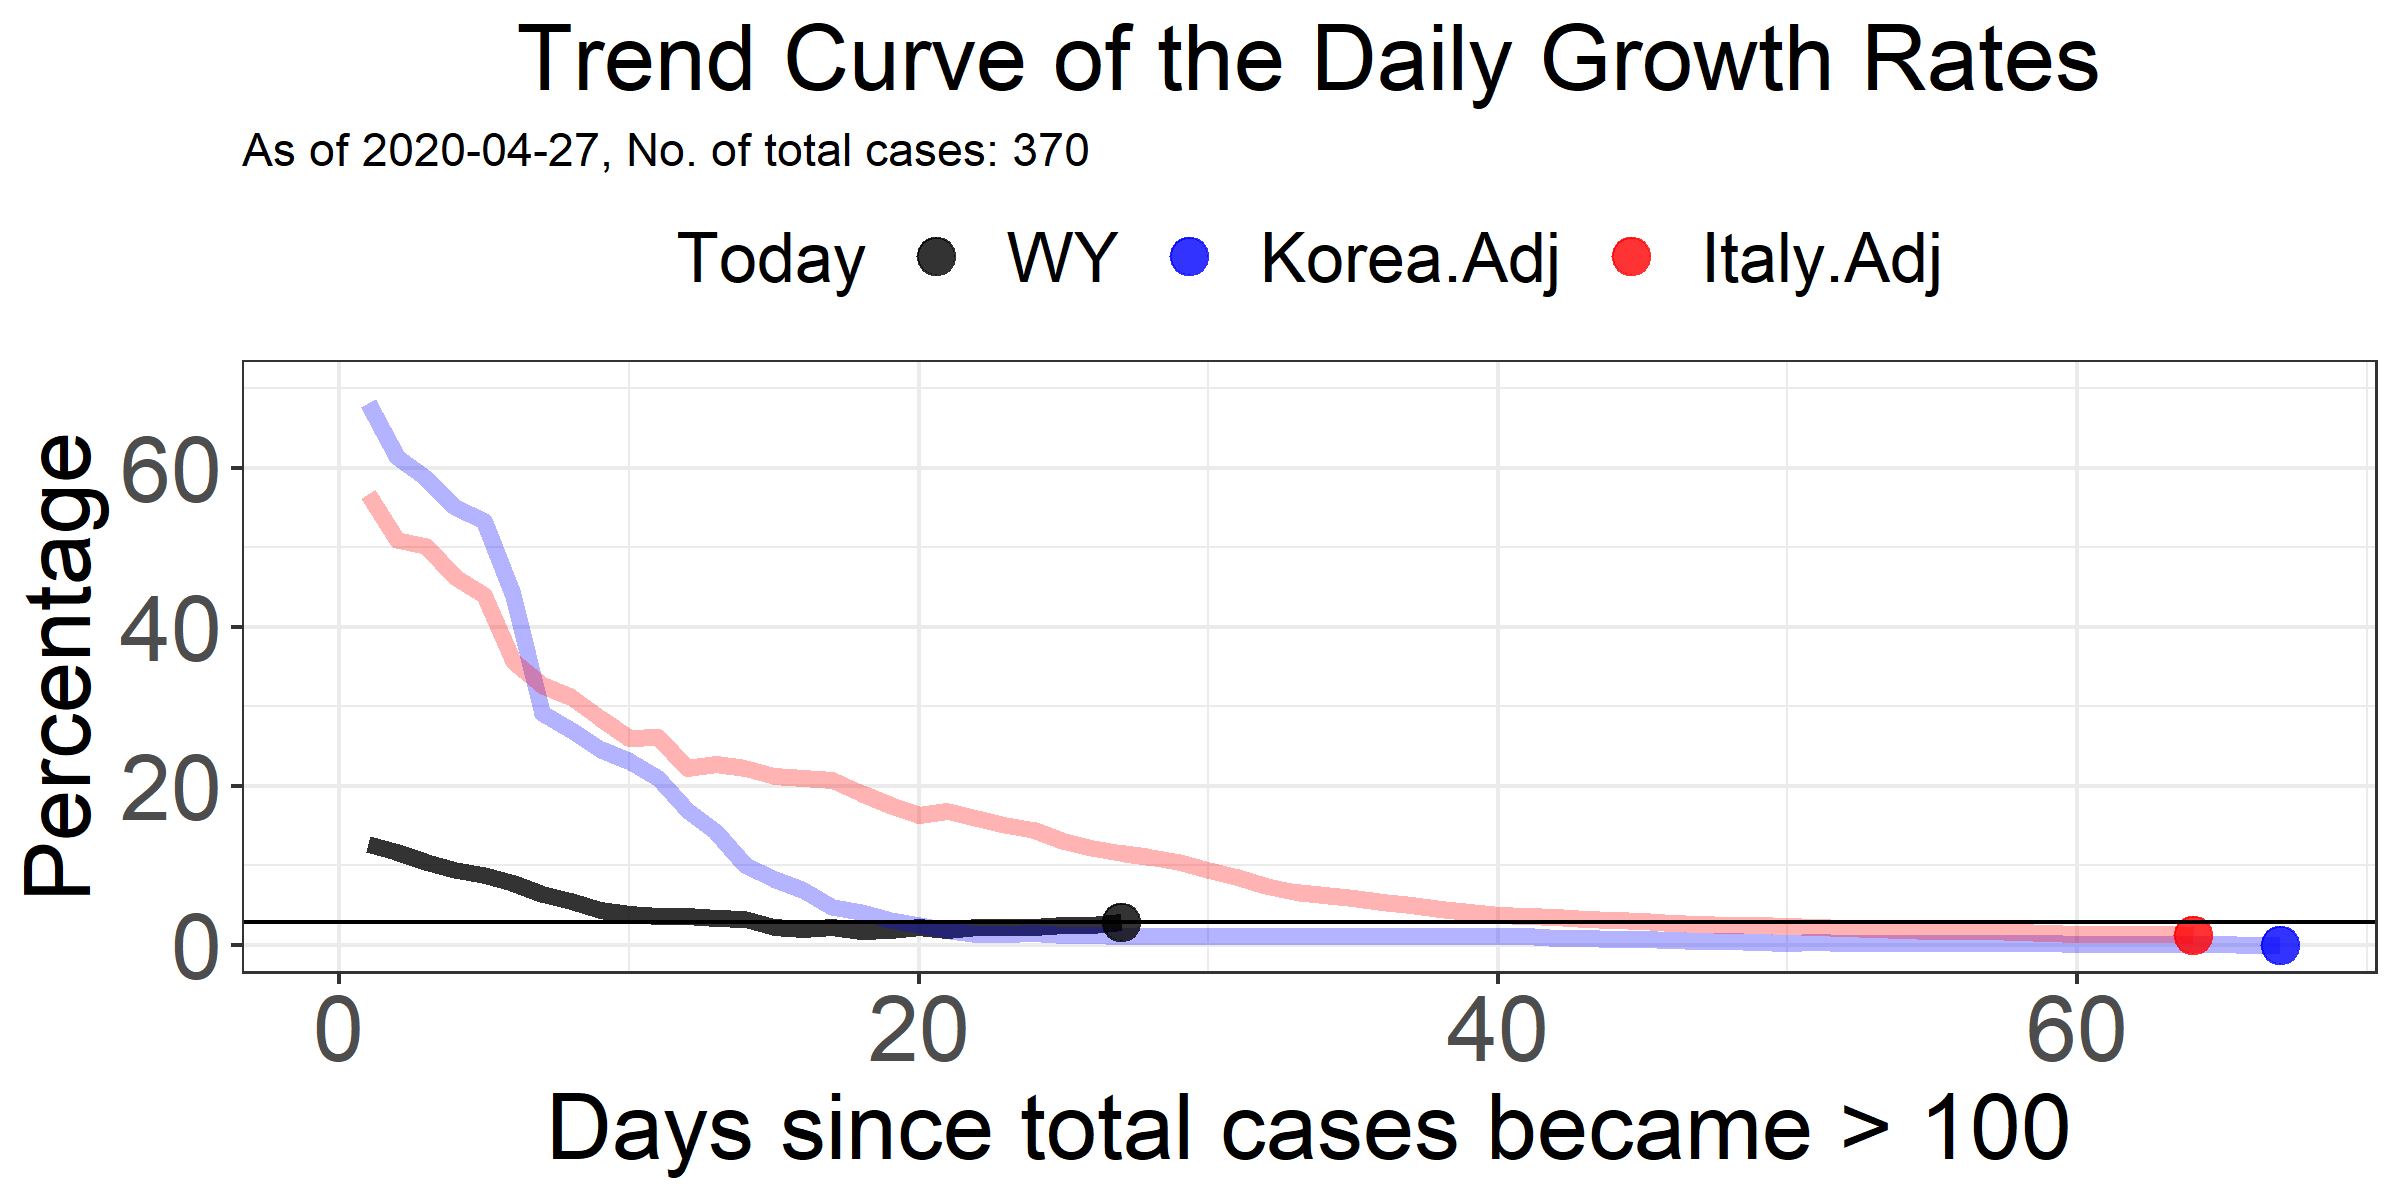 Trend Curve of the Daily Growth Rates
As of 2020-04-27, No. of total cases: 370
Today WY Korea.Adj Italy.Adj
Percentage
60
40
20
0
0 20 40 60
Days since total cases became > 100